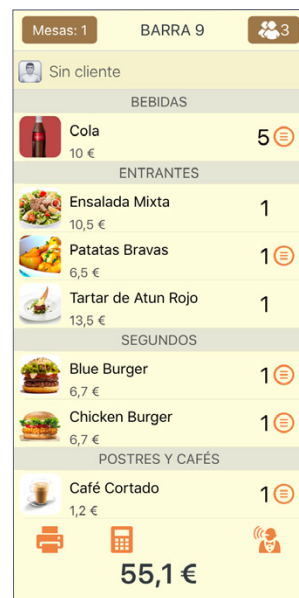 Mesas: 1 BARRA 9 3
Sin cliente
BEBIDAS
Cola 5
10 €
ENTRANTES
Ensalada Mixta 1
10,5 €
Patatas Bravas 1
6,5 €
Tartar de Atun Rojo 1
13,5 €
SEGUNDOS
Blue Burger 1
6,7 €
Chicken Burger 1
6,7 €
POSTRES Y CAFÉS
Café Cortado 1
1,2 €
55,1 €